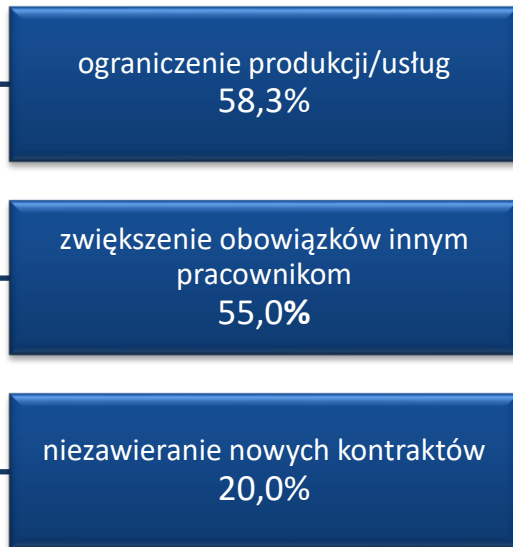 ograniczenie produkcji/usług
58,3%
zwiększenie obowiązków innym
pracownikom
55,0%
niezawieranie nowych kontraktów
20,0%